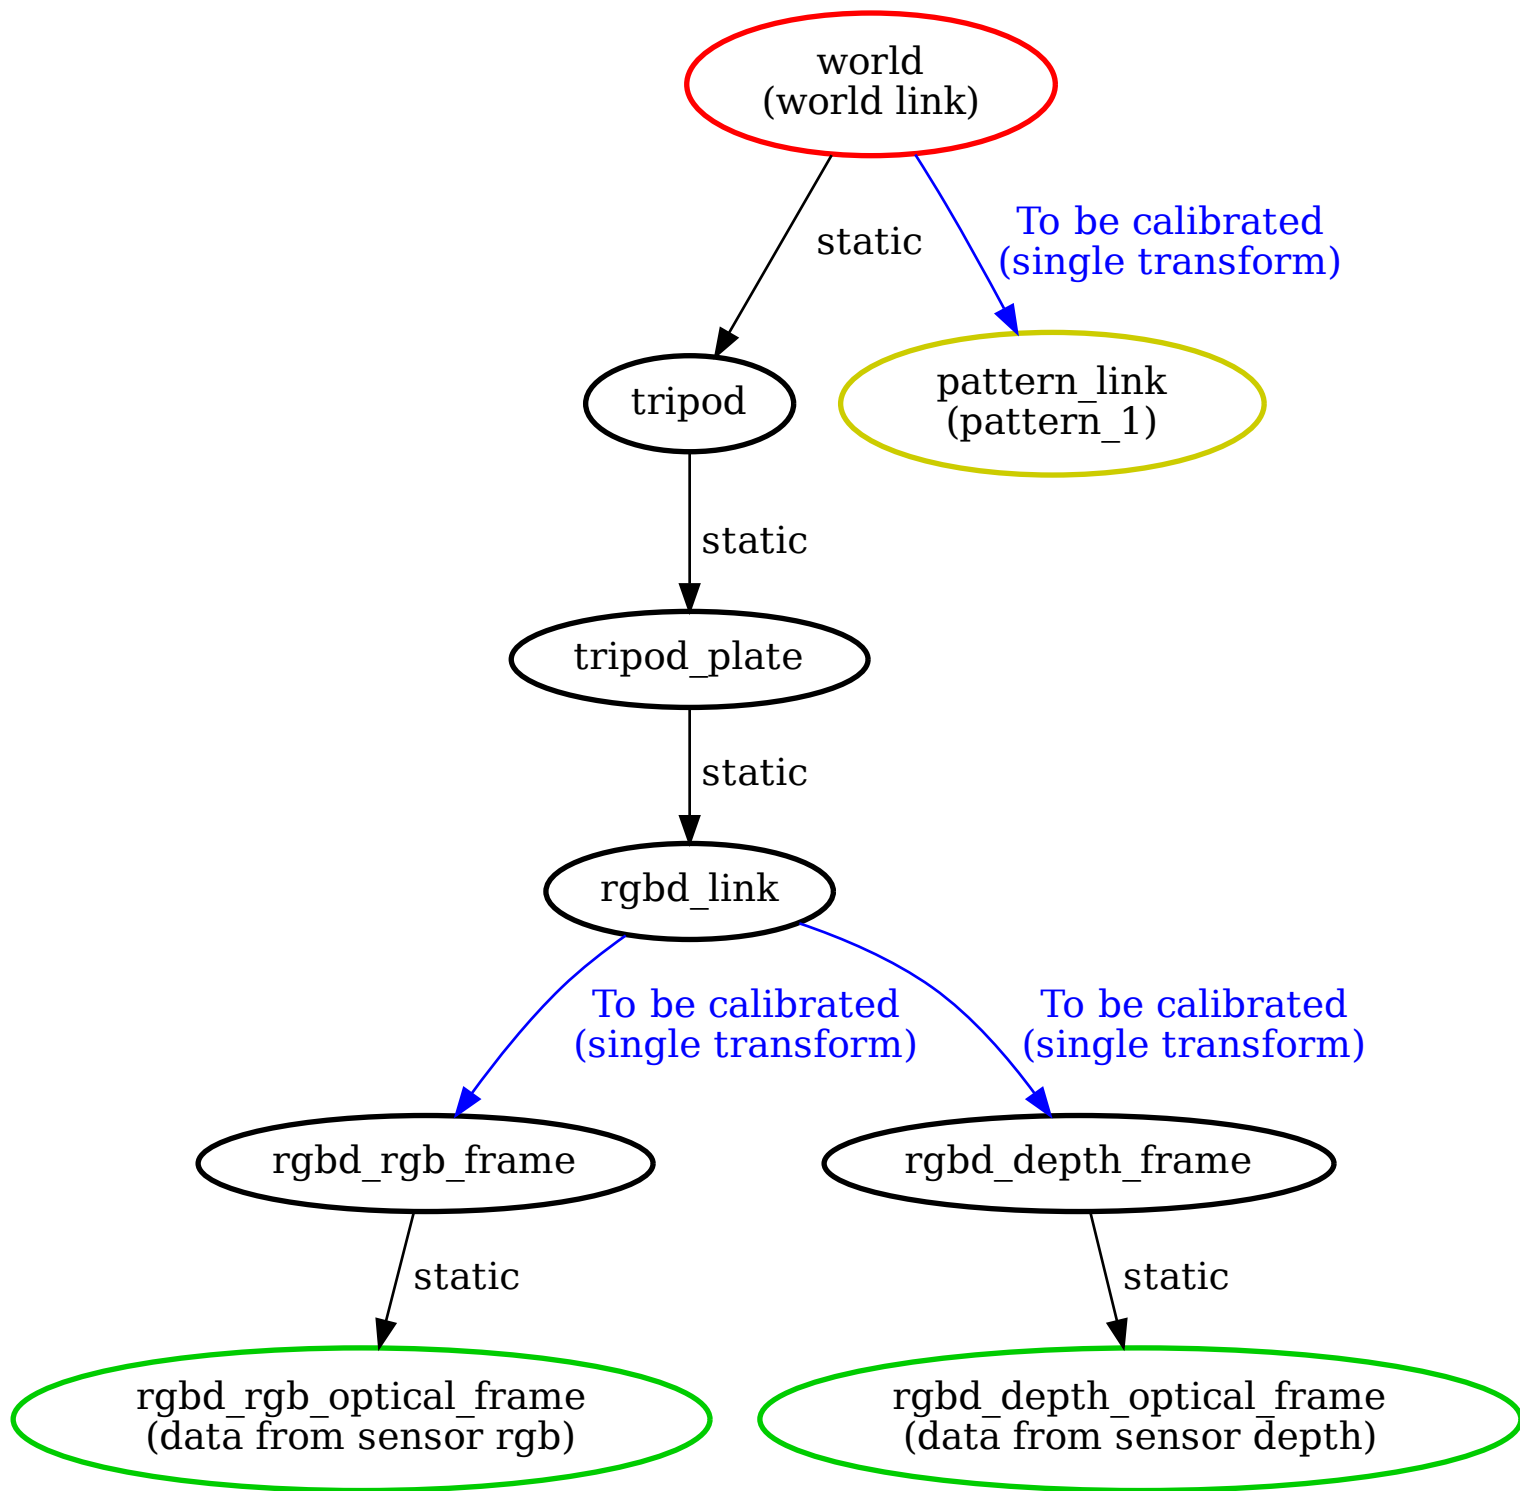 world
(world link)
static
To be calibrated
(single transform)
tripod
pattern_link
(pattern_1)
static
tripod_plate
static
rgbd_link
To be calibrated
(single transform)
To be calibrated
(single transform)
rgbd_rgb_frame
rgbd_depth_frame
static
static
rgbd_rgb_optical_frame
(data from sensor rgb)
rgbd_depth_optical_frame
(data from sensor depth)